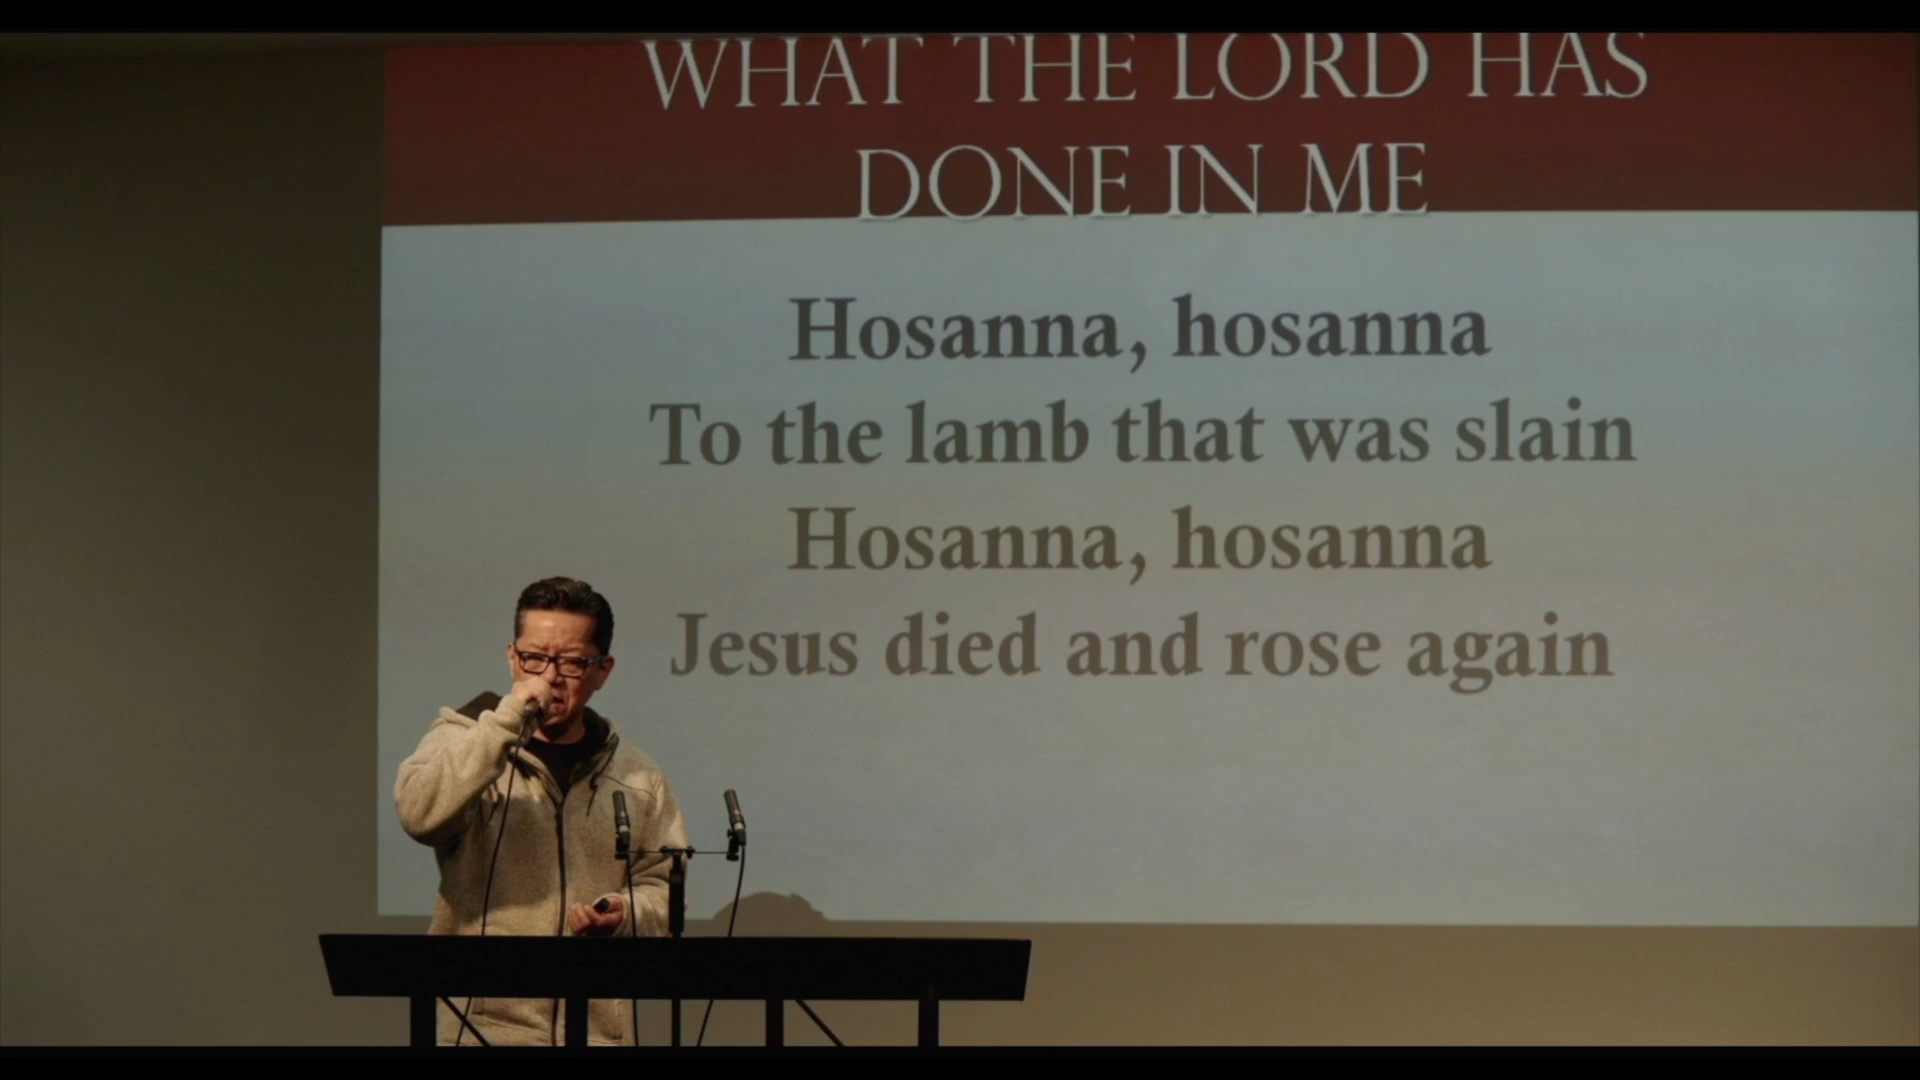 WHAT THE LORD HAS
DONE IN ME
Hosanna, hosanna
To the lamb that was slain
Hosanna, hosanna
Jesus died and rose again